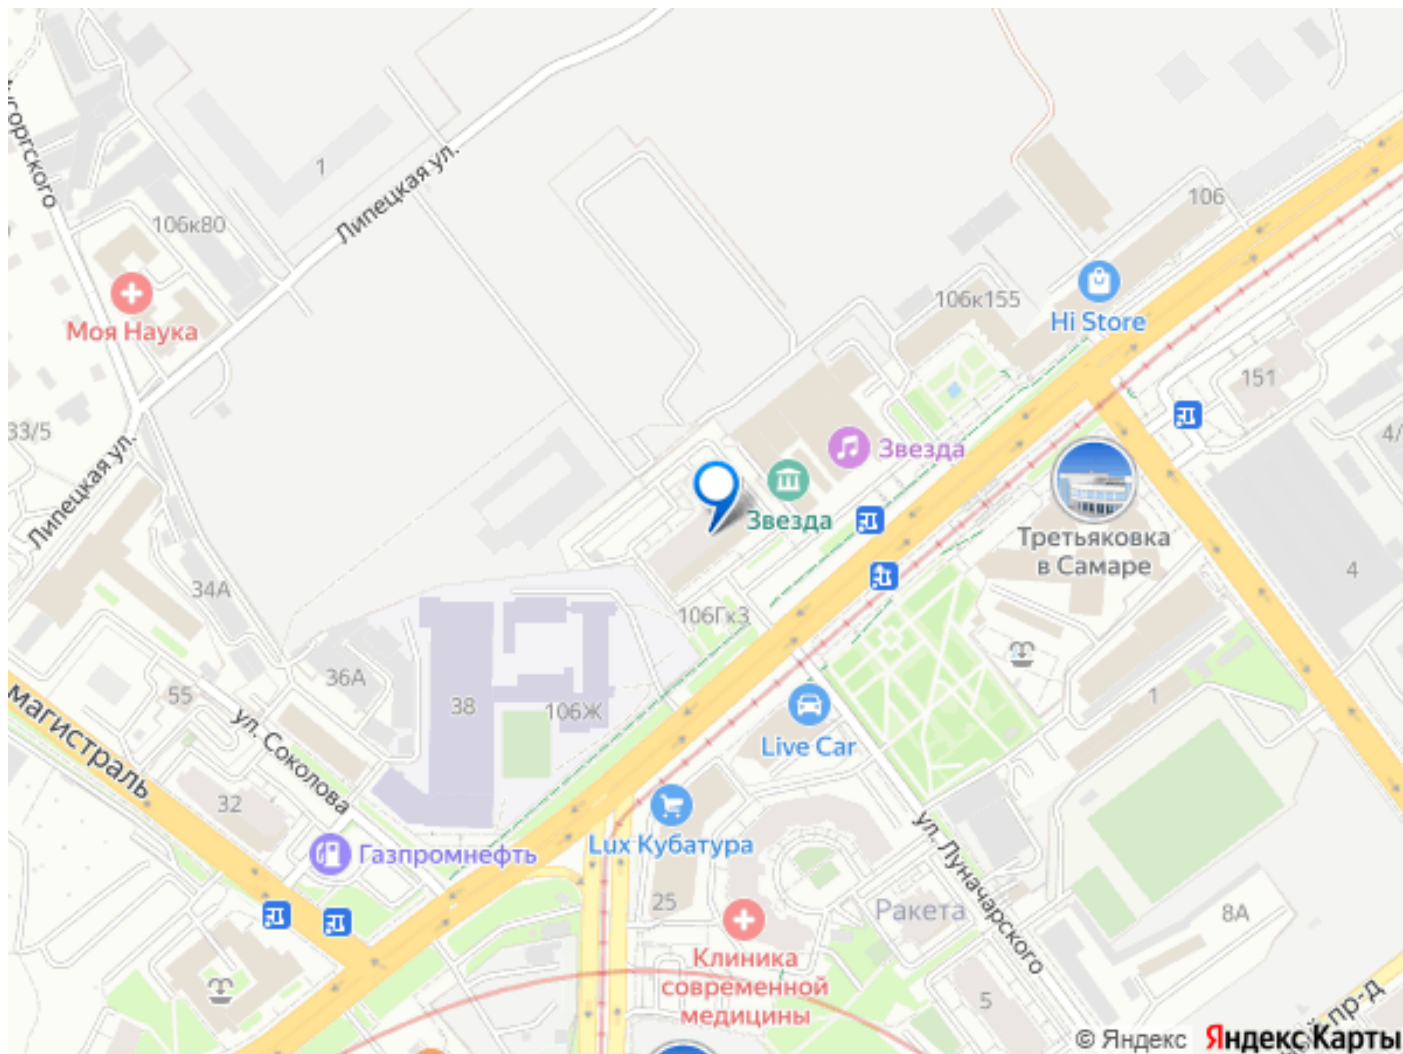 106
106к80
1
Липецкая ул.
106к155
Hi Store
Моя Наука
151
33/5
Звезда
4/
Липецкая ул.
Звезда
Третьяковка
в Самаре
4
34А
106Гк3
36А
55
38
106Ж
1
магистраль
ул. Соколова
Live Car
32
Lux Кубатура
Газпромнефть
ул. Луначарского
25
Ракета
8А
Клиника
современной
медицины
5
пр-д
© Яндекс Яндекс Карты